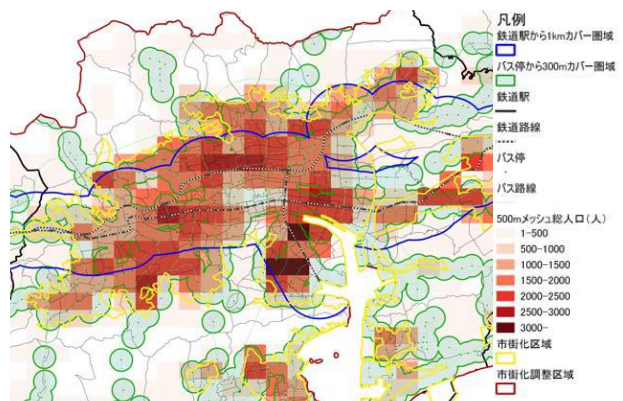 凡例
鉄道駅から1kmカバー圏域
バス停から300mカバー圏域
鉄道駅
鉄道路線
バス停
バス路線
500mメッシュ総人口(人)
1-500
500-1000
1000-1500
1500-2000
2000-2500
2500-3000
3000-
市街化区域
市街化調整区域